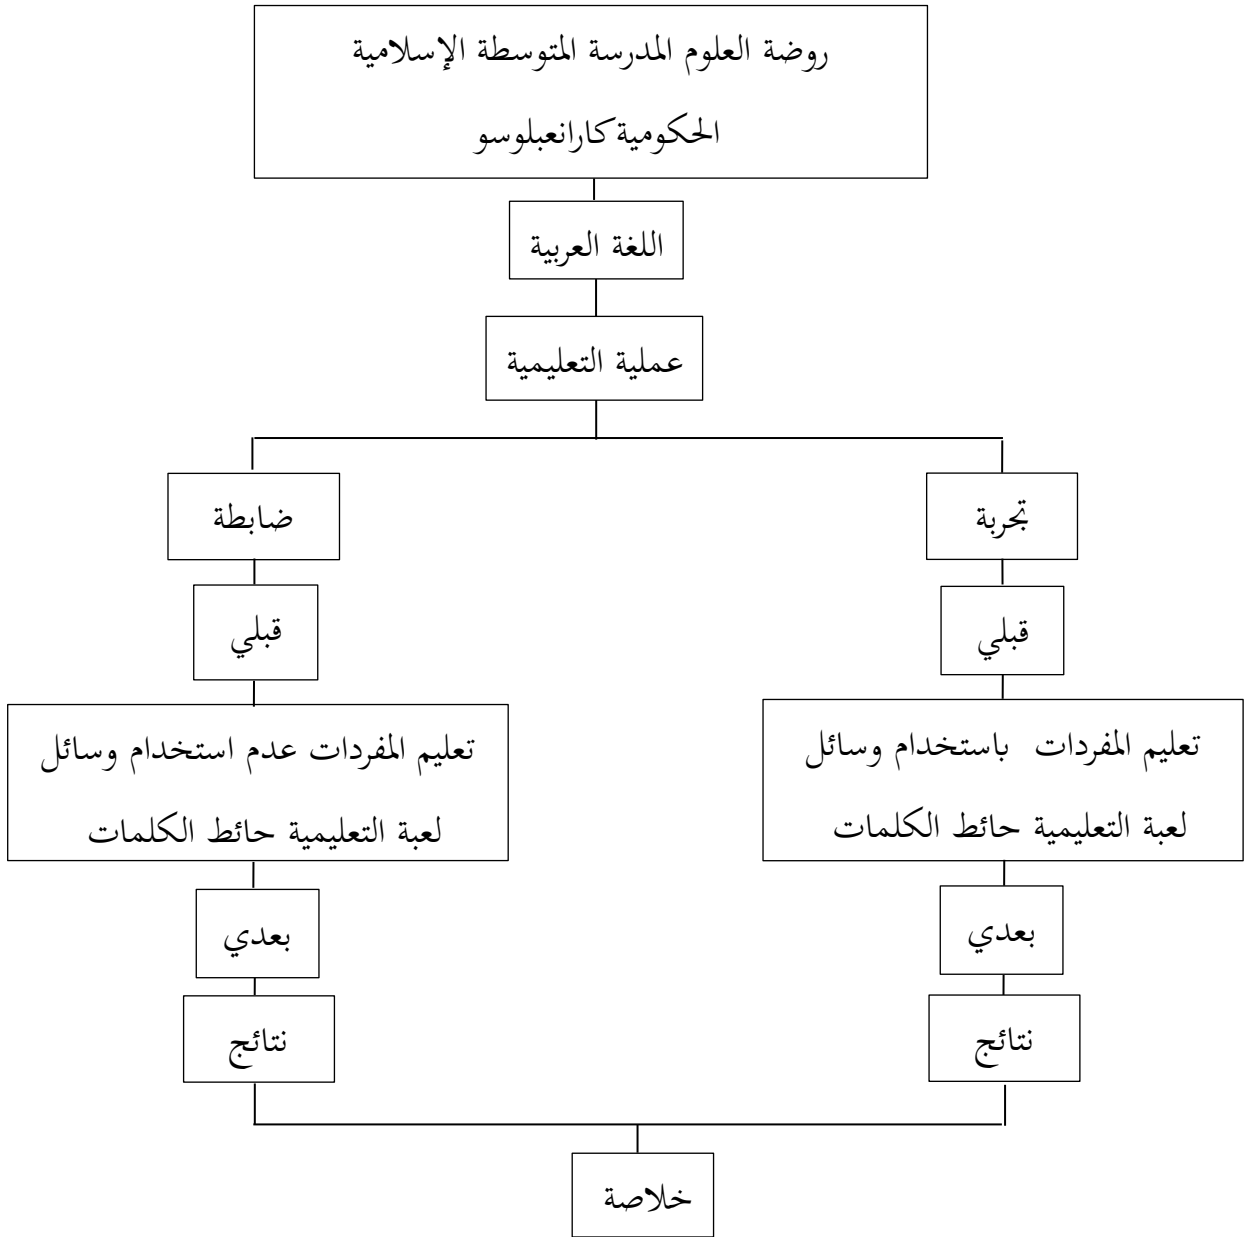 روضة العلوم المدرسة المتوسطة الإسلامية
الحكومية كارانعبلوسو
اللغة العربية
عملية التعليمية
تجربة
ضابطة
قبلي
قبلي
تعليم المفردات باستخدام وسائل
لعبة التعليمية حائط الكلمات
تعليم المفردات عدم استخدام وسائل
لعبة التعليمية حائط الكلمات
بعدي
بعدي
نتائج
نتائج
خلاصة